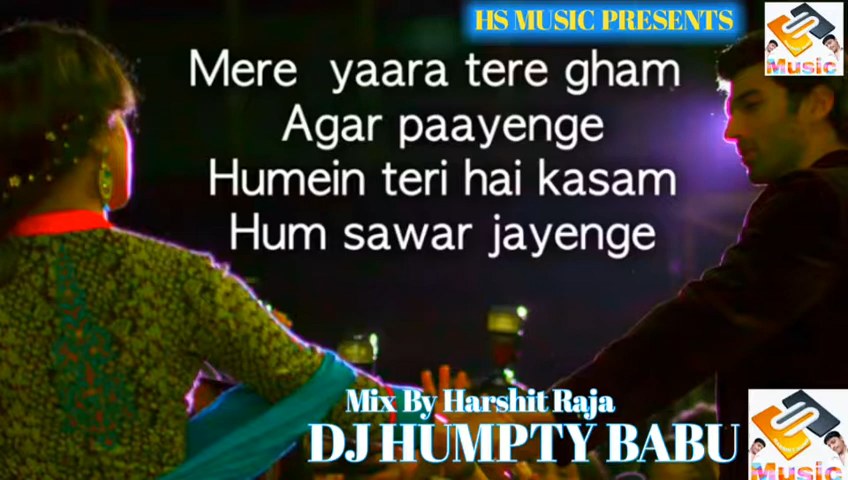 HS MUSIC PRESENTS
Music
Mere yaara tere gham
Agar paayenge
Humein teri hai kasam
Hum sawar jayenge
Mix By Harshit Raja
DJ HUMPTY BABU
Music